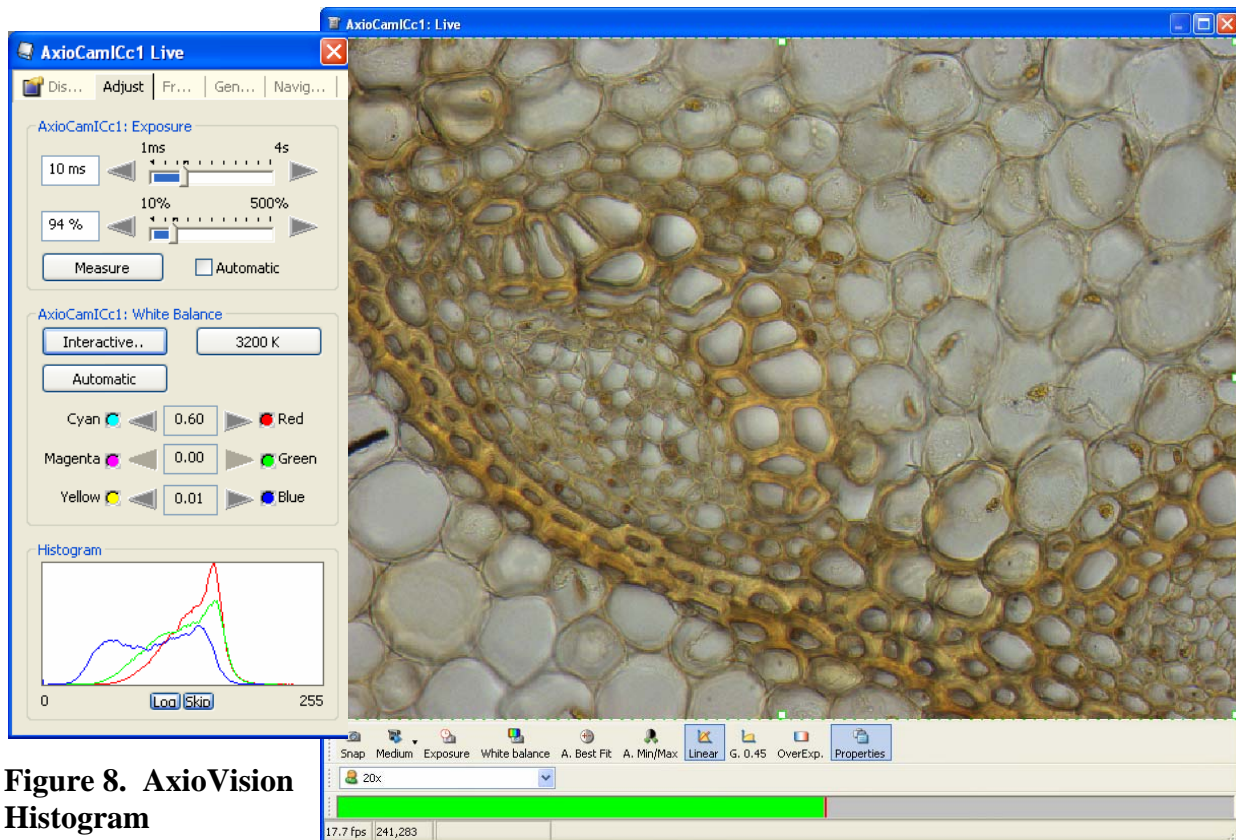 AxioCamICc1: Live
AxioCamICc1 Live
Dis... Adjust Fr... Gen... Navig...
AxioCamICc1: Exposure
1ms 4s
10 ms
10% 500%
94 %
Measure Automatic
AxioCamICc1: White Balance
Interactive.. 3200 K
Automatic
Cyan 0.60 Red
Magenta 0.00 Green
Yellow 0.01 Blue
Histogram
0 Log Skip 255
Snap Medium Exposure White balance A. Best Fit A. Min/Max Linear G. 0.45 OverExp. Properties
20x
17.7 fps 241,283
Figure 8. AxioVision
Histogram